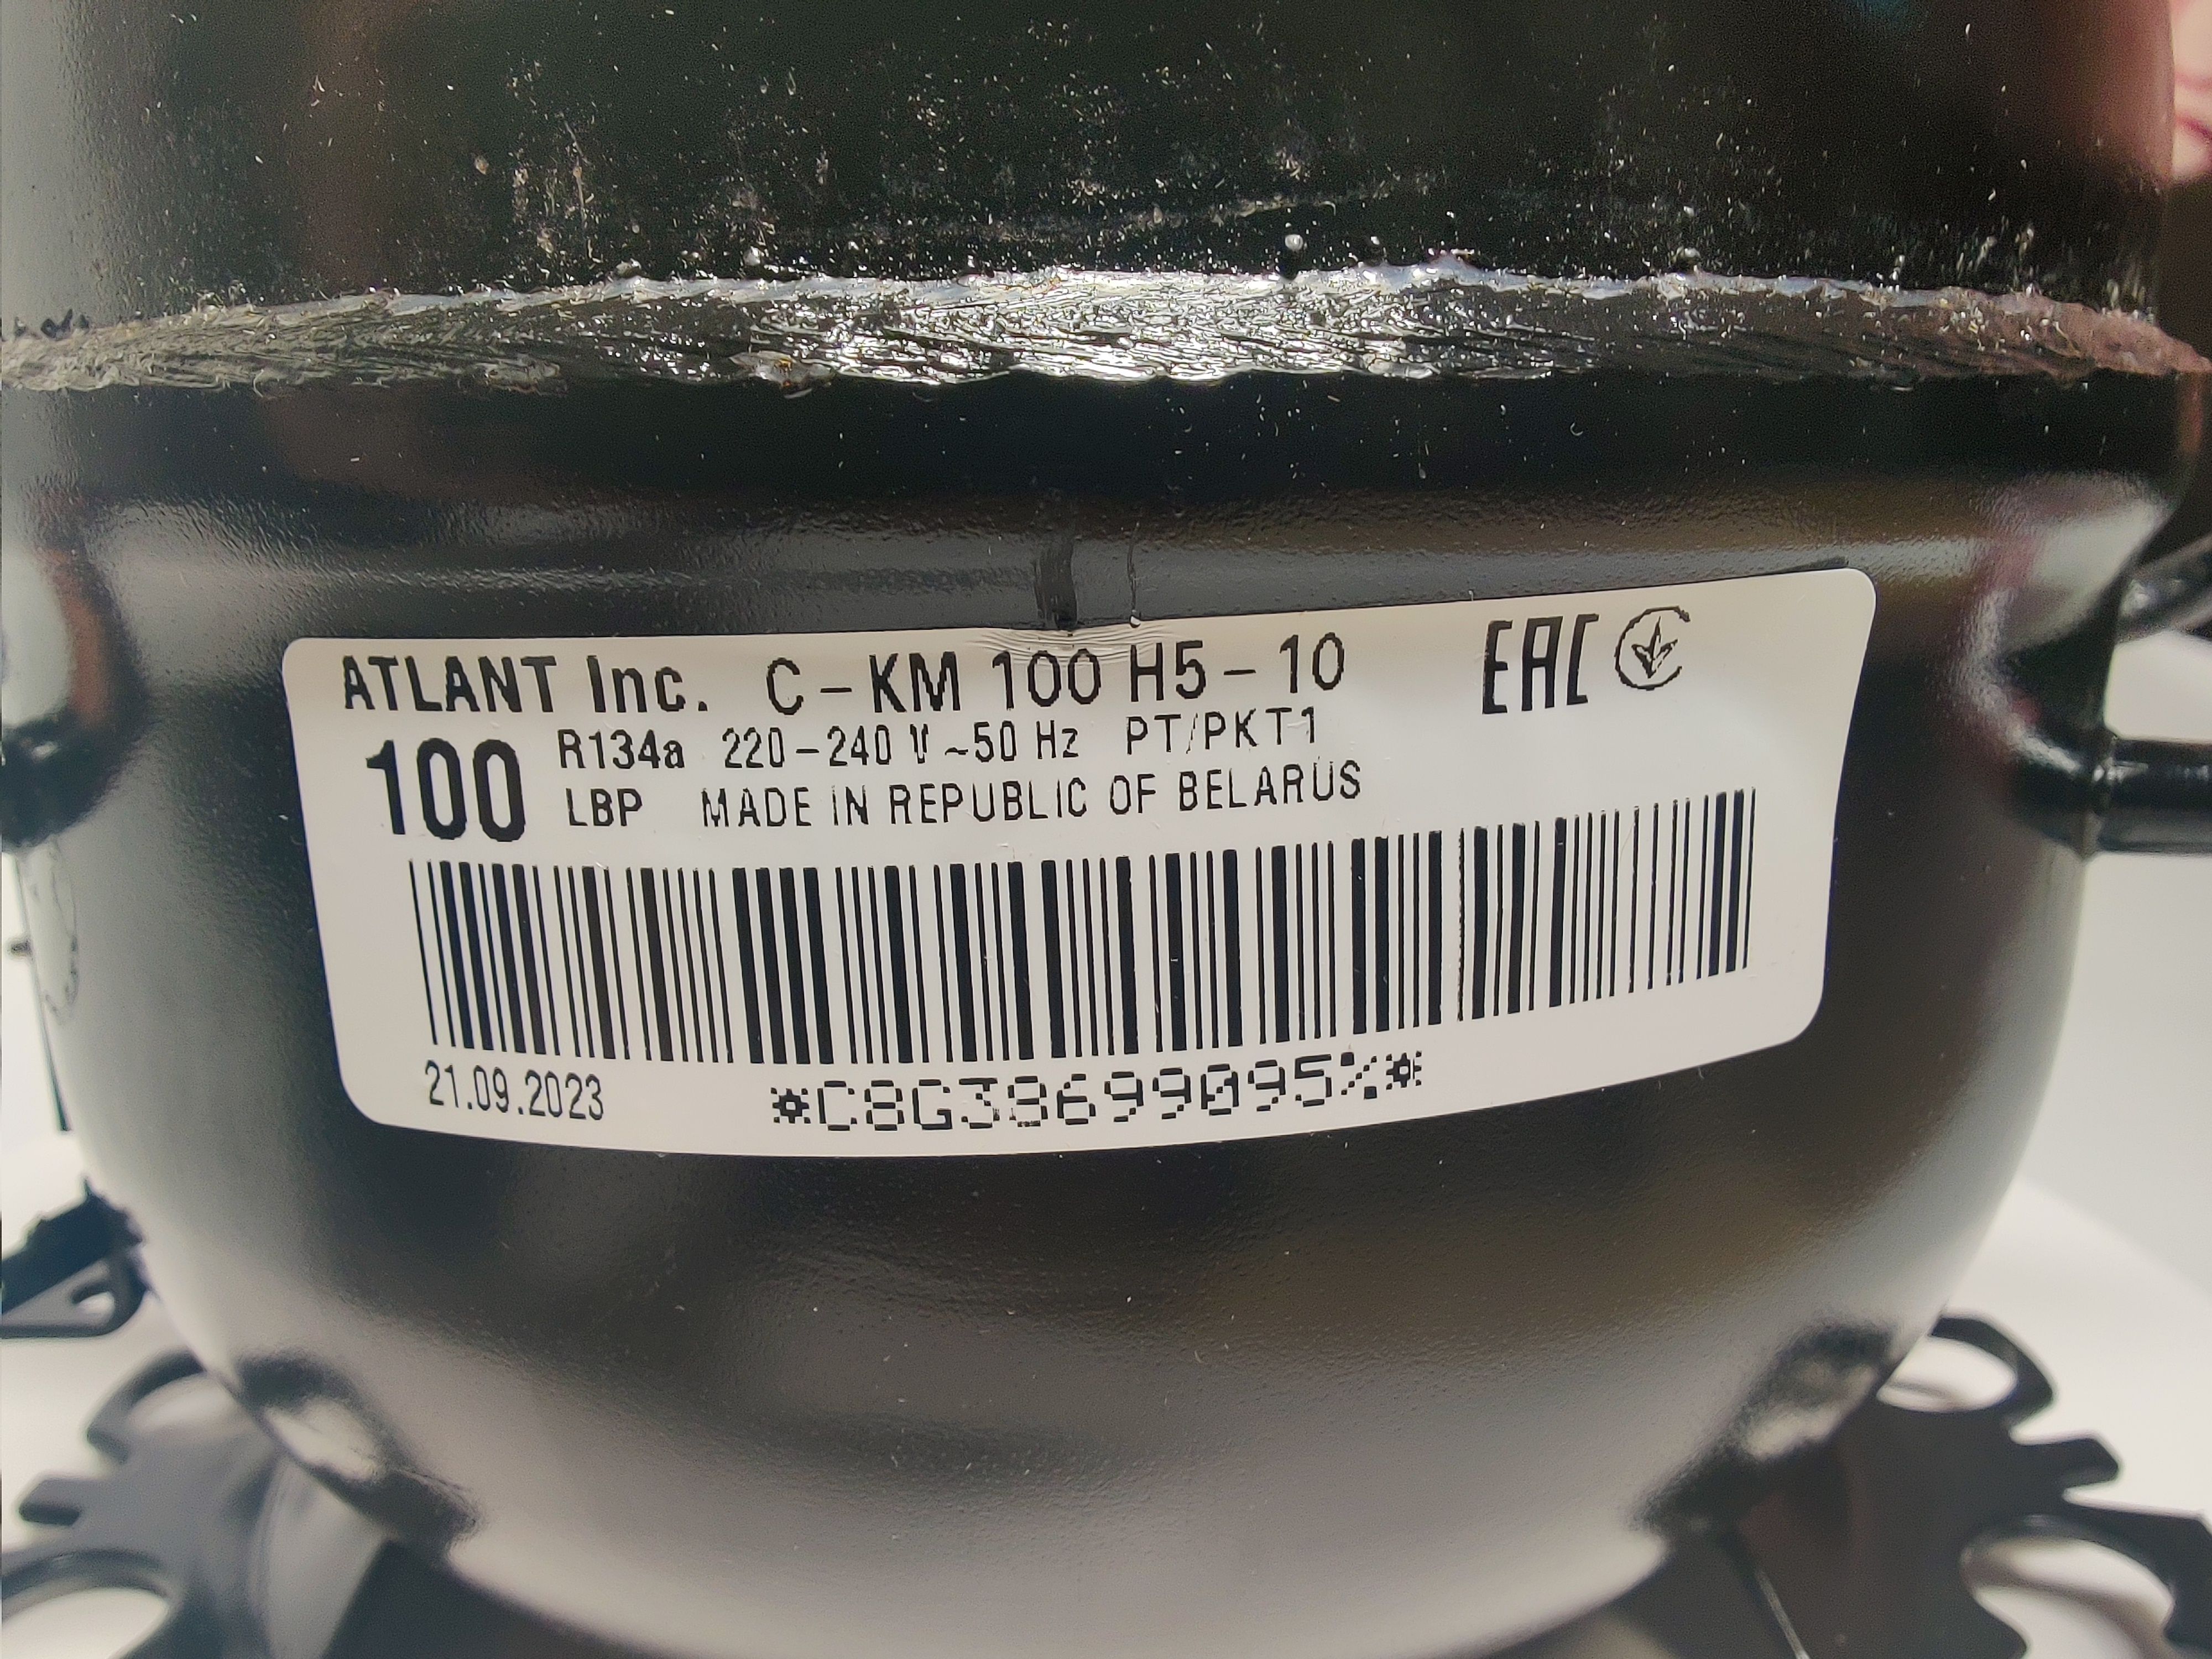 ATLANT Inc. C-KM 100 H5-10 EAC
100 R134a 220-240 V ~50 Hz PT/PKT1
LBP MADE IN REPUBLIC OF BELARUS
21.09.2023 *C8G38699095%*